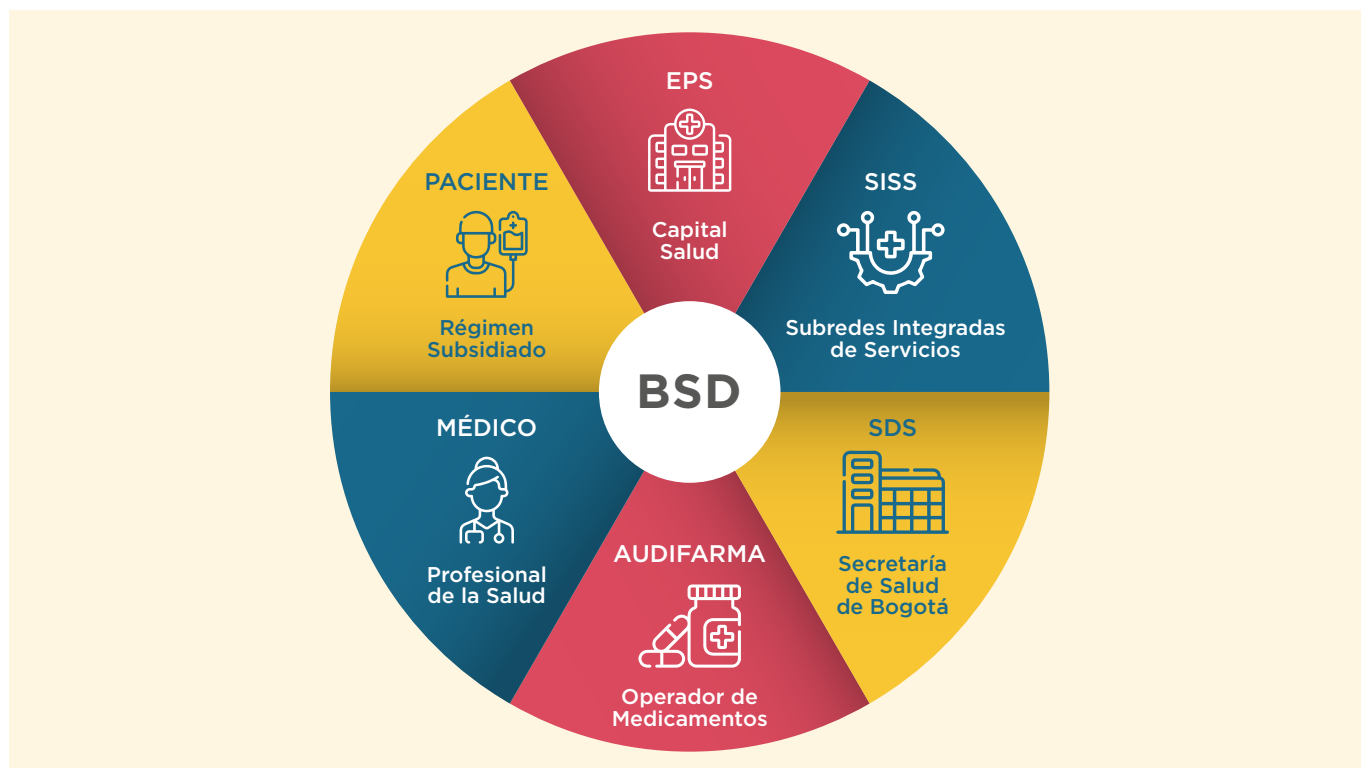 EPS
Capital
Salud
SISS
Subredes Integradas
de Servicios
SDS
Secretaría
de Salud
de Bogotá
AUDIFARMA
Operador de
Medicamentos
MÉDICO
Profesional
de la Salud
PACIENTE
Régimen
Subsidiado
BSD